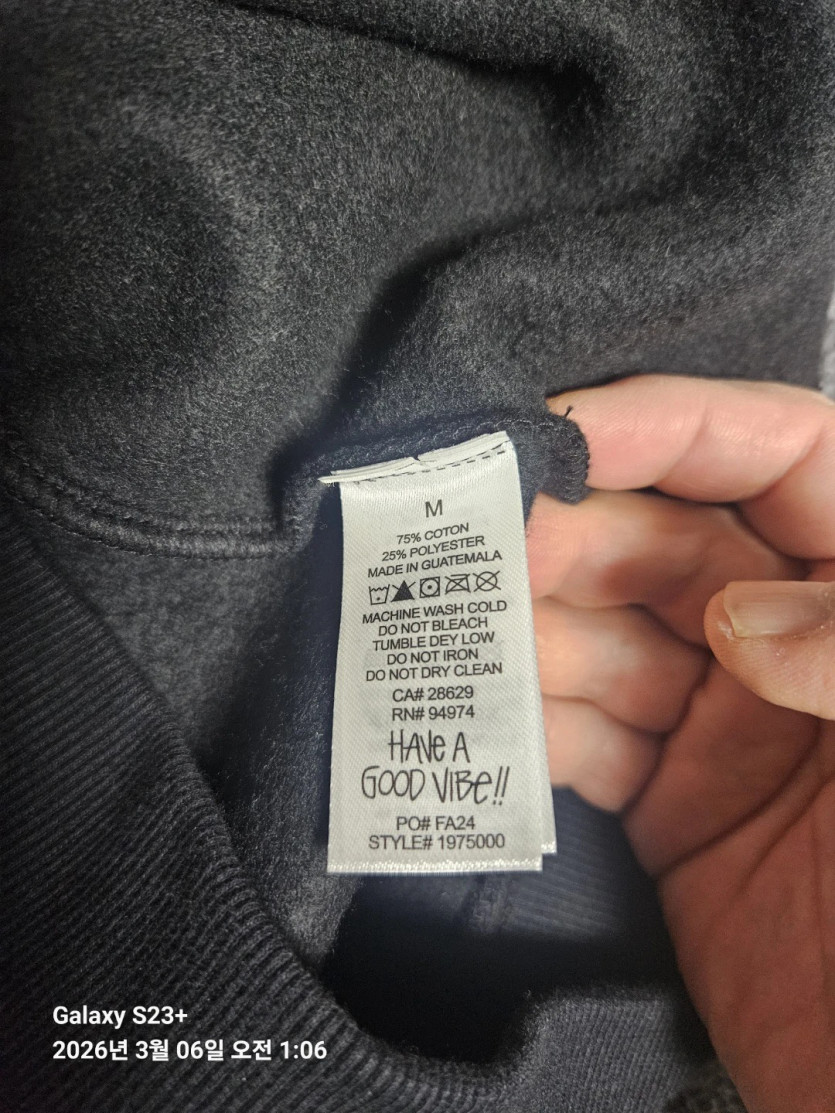 M
75% COTON
25% POLYESTER
MADE IN GUATEMALA
MACHINE WASH COLD
DO NOT BLEACH
TUMBLE DEY LOW
DO NOT IRON
DO NOT DRY CLEAN
CA# 28629
RN# 94974
HAVE A
GOOD VIBE!!
PO# FA24
STYLE# 1975000
Galaxy S23+
2026년 3월 06일 오전 1:06